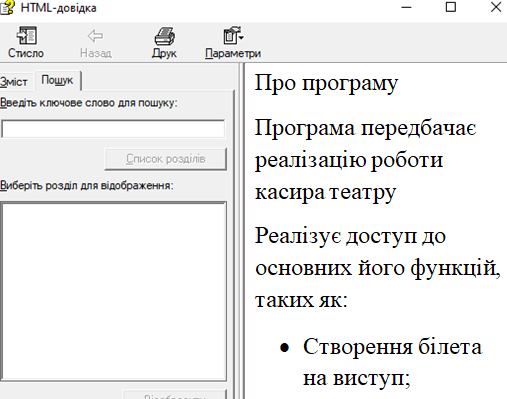 HTML-довідка
Стисло Назад Друк Параметри
Зміст Пошук
Введіть ключове слово для пошуку:
Список розділів
Виберіть розділ для відображення:
Про програму
Програма передбачає
реалізацію роботи
касира театру
Реалізує доступ до
основних його функцій,
таких як:
• Створення білета
на виступ;